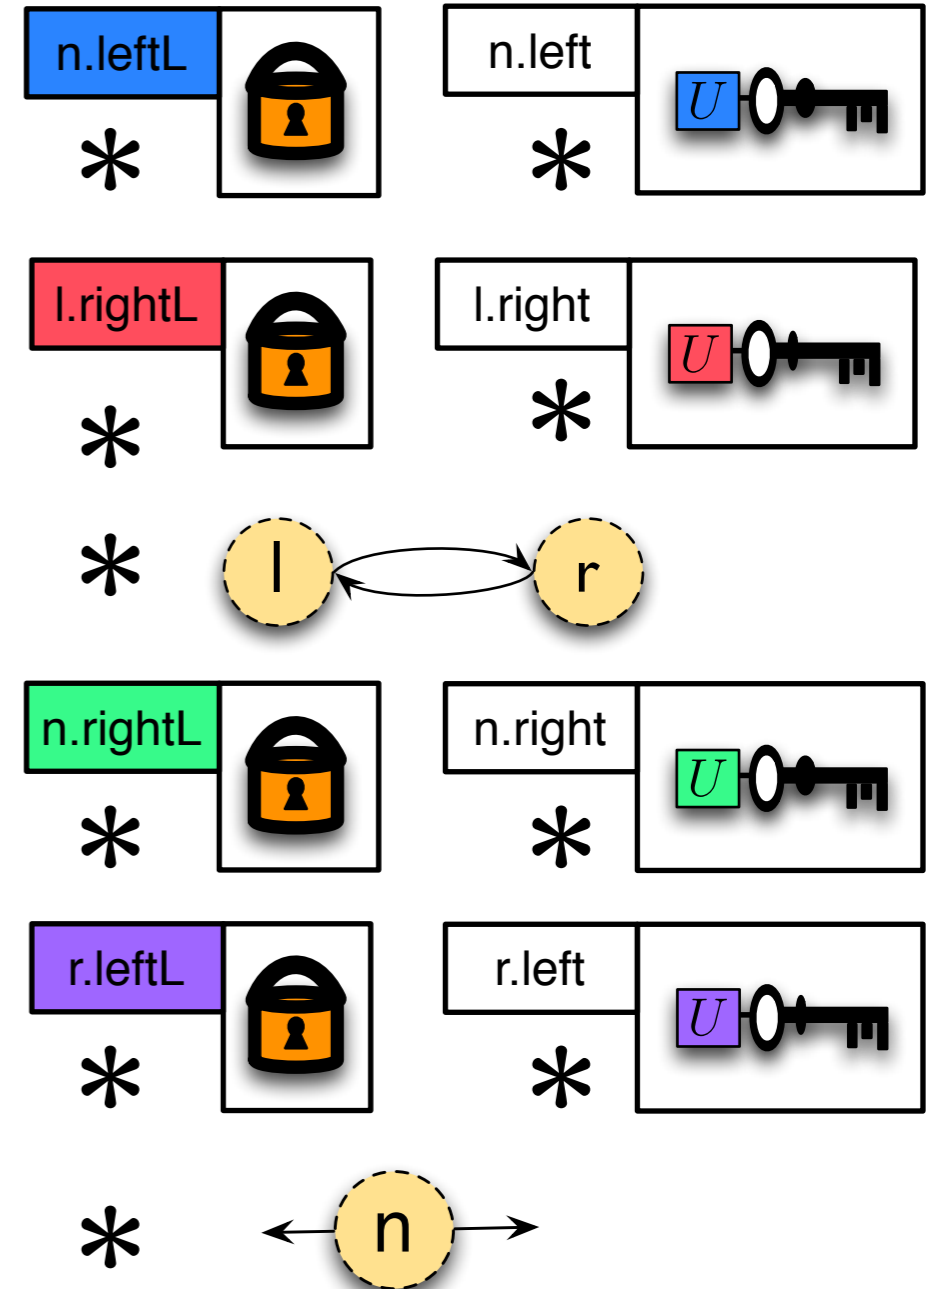 n.leftL n.left U
* *
l.rightL l.right U
* *
* l r
n.rightL n.right U
* *
r.leftL r.left U
* *
* n